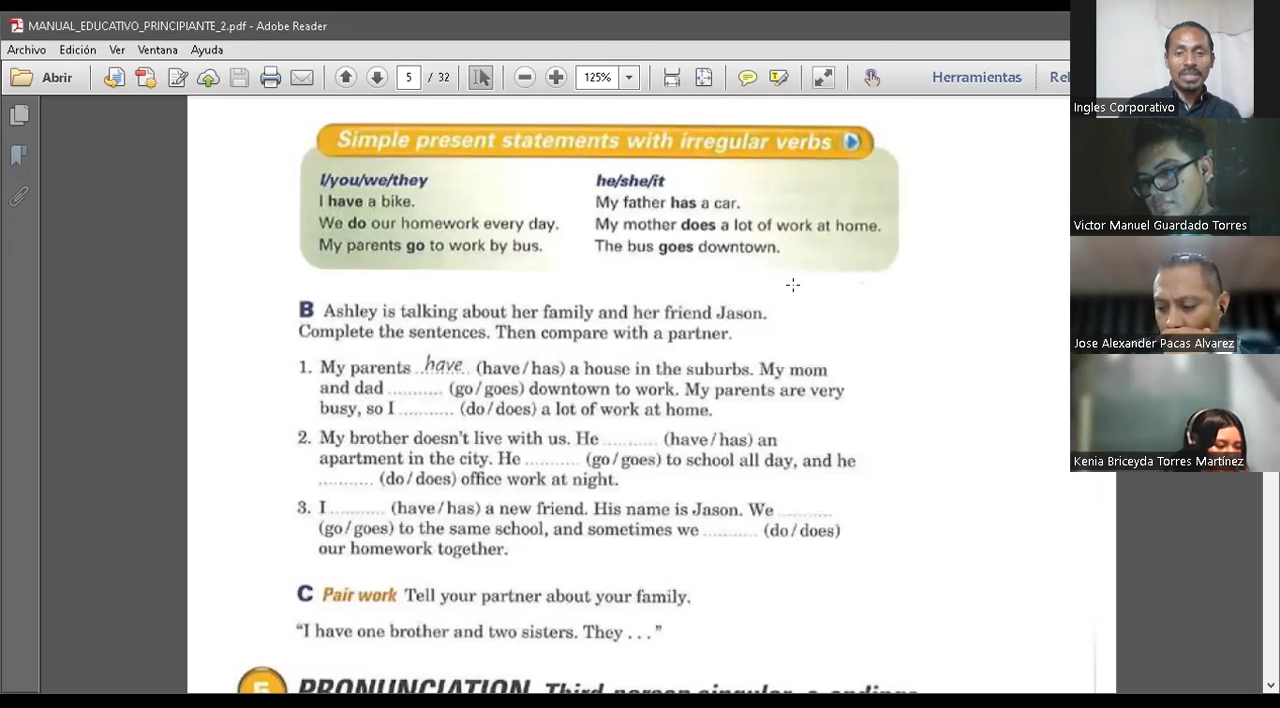 MANUAL_EDUCATIVO_PRINCIPIANTE_2.pdf - Adobe Reader
Archivo Edición Ver Ventana Ayuda
Abrir 5 / 32 125% Herramientas
Simple present statements with irregular verbs
I/you/we/they he/she/it
I have a bike. My father has a car.
We do our homework every day. My mother does a lot of work at home.
My parents go to work by bus. The bus goes downtown.
B Ashley is talking about her family and her friend Jason.
Complete the sentences. Then compare with a partner.
1. My parents have (have/has) a house in the suburbs. My mom
and dad .......... (go/goes) downtown to work. My parents are very
busy, so I .......... (do/does) a lot of work at home.
2. My brother doesn't live with us. He .......... (have/has) an
apartment in the city. He .......... (go/goes) to school all day, and he
.......... (do/does) office work at night.
3. I .......... (have/has) a new friend. His name is Jason. We ..........
(go/goes) to the same school, and sometimes we .......... (do/does)
our homework together.
C Pair work Tell your partner about your family.
"I have one brother and two sisters. They . . . "
PRONUNCIATION Third-person singular
Ingles Corporativo
Victor Manuel Guardado Torres
Jose Alexander Pacas Alvarez
Kenia Briceyda Torres Martínez